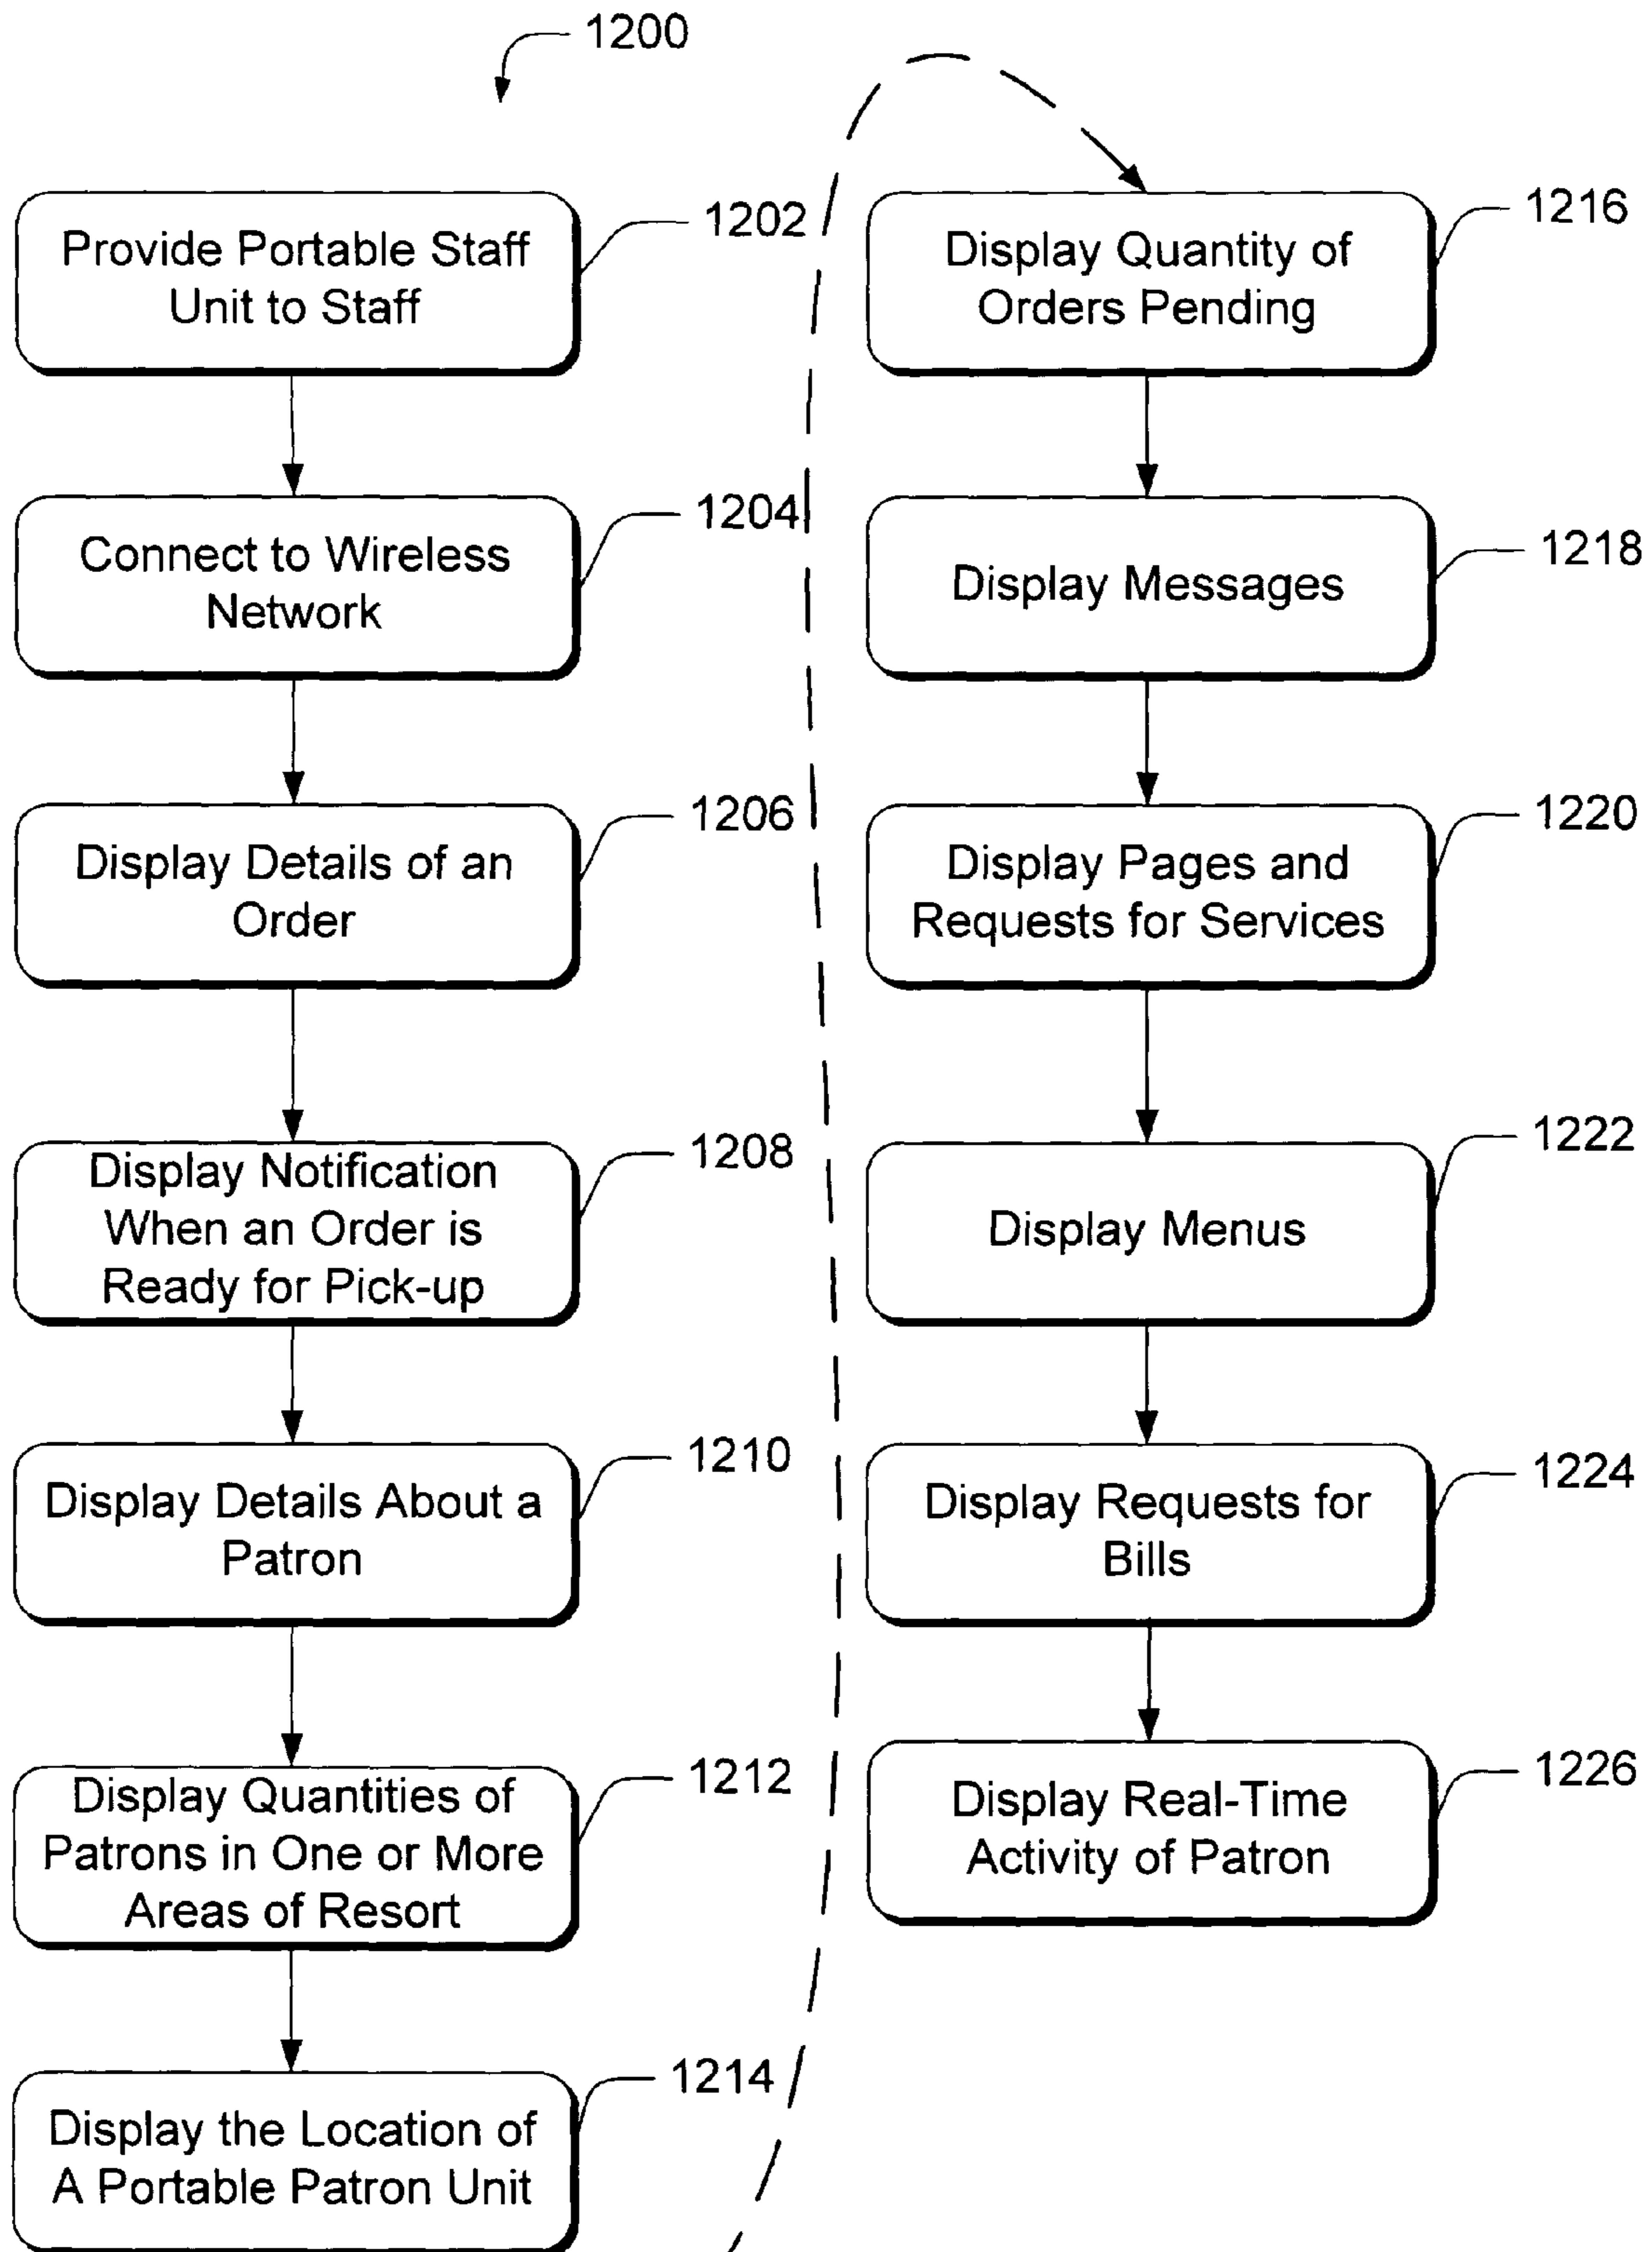 1200
Provide Portable Staff
Unit to Staff
1202
Connect to Wireless
Network
1204
Display Details of an
Order
1206
Display Notification
When an Order is
Ready for Pick-up
1208
Display Details About a
Patron
1210
Display Quantities of
Patrons in One or More
Areas of Resort
1212
Display the Location of
A Portable Patron Unit
1214
Display Quantity of
Orders Pending
1216
Display Messages
1218
Display Pages and
Requests for Services
1220
Display Menus
1222
Display Requests for
Bills
1224
Display Real-Time
Activity of Patron
1226